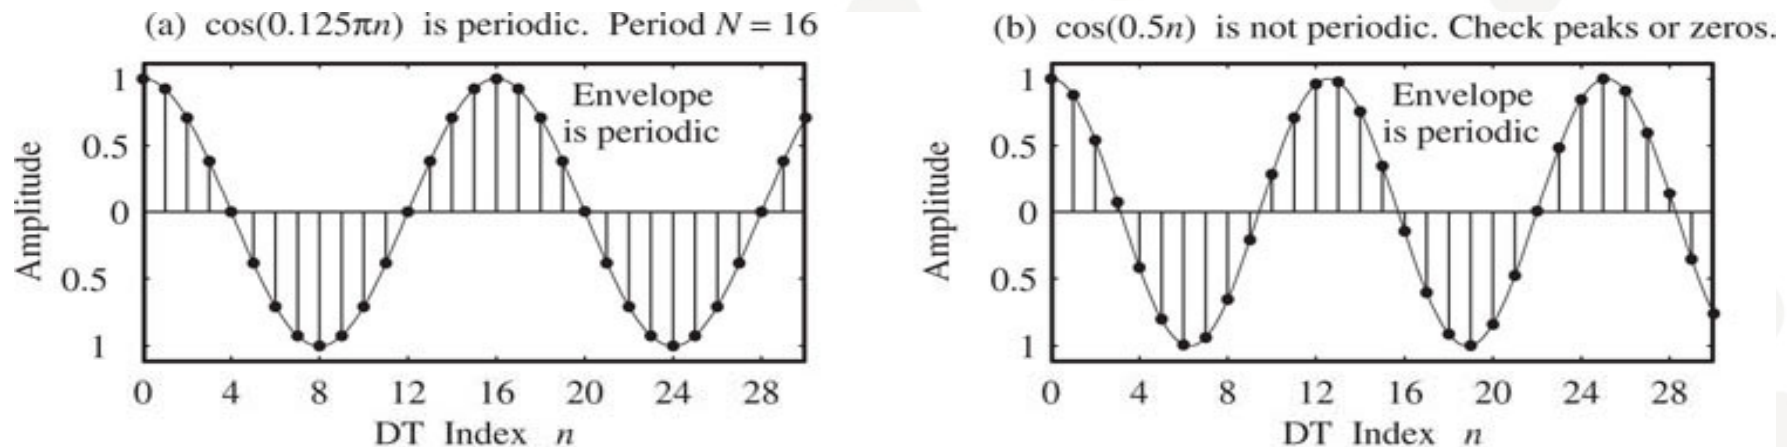 (a) cos(0.125πn) is periodic. Period N = 16
1
0.5
0
0.5
1
Amplitude
Envelope
is periodic
0 4 8 12 16 20 24 28
DT Index n
(b) cos(0.5n) is not periodic. Check peaks or zeros.
1
0.5
0
0.5
1
Amplitude
Envelope
is periodic
0 4 8 12 16 20 24 28
DT Index n